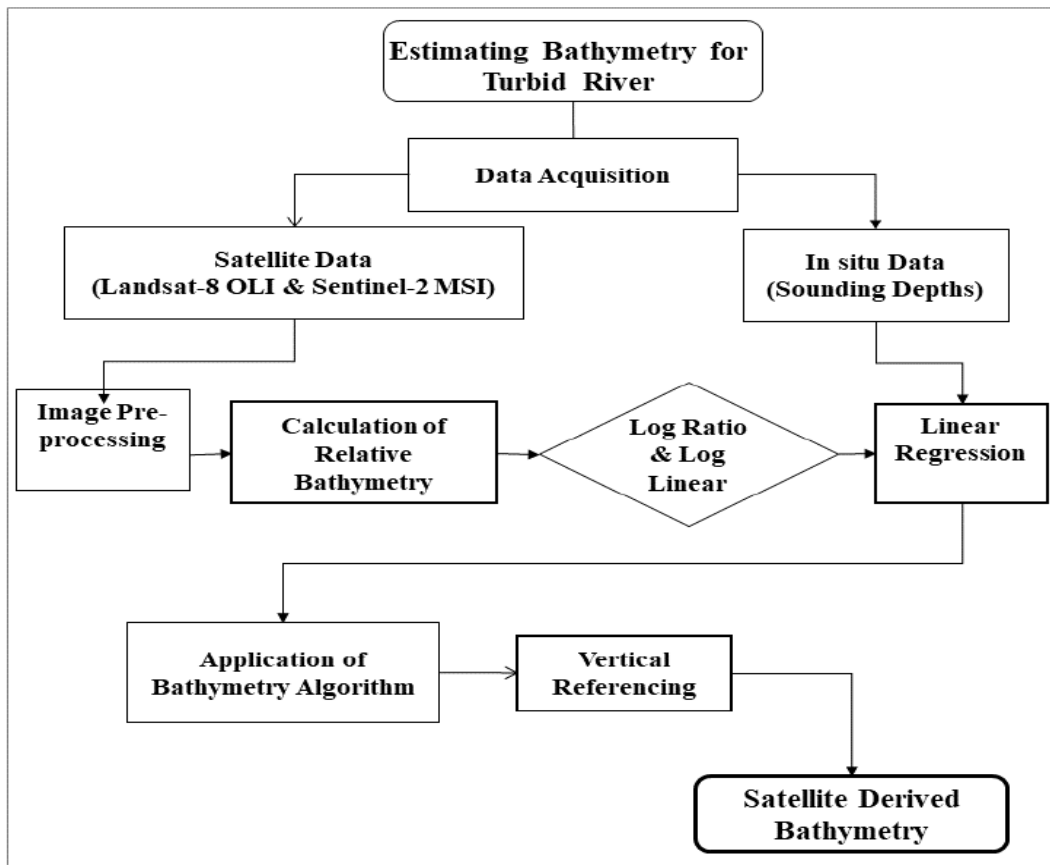 Estimating Bathymetry for
Turbid River
Data Acquisition
Satellite Data
(Landsat-8 OLI & Sentinel-2 MSI)
In situ Data
(Sounding Depths)
Image Pre-
processing
Calculation of
Relative
Bathymetry
Log Ratio
& Log
Linear
Linear
Regression
Application of
Bathymetry Algorithm
Vertical
Referencing
Satellite Derived
Bathymetry